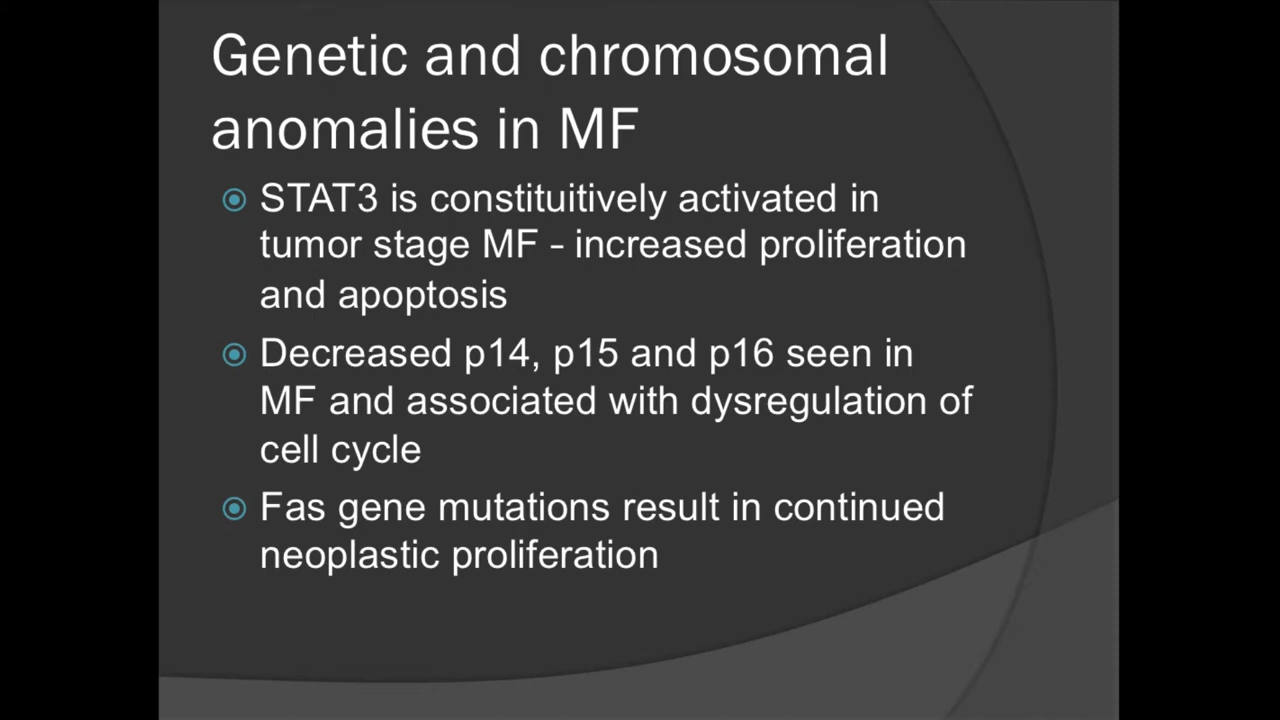 Genetic and chromosomal
anomalies in MF
STAT3 is constituitively activated in
tumor stage MF – increased proliferation
and apoptosis
Decreased p14, p15 and p16 seen in
MF and associated with dysregulation of
cell cycle
Fas gene mutations result in continued
neoplastic proliferation